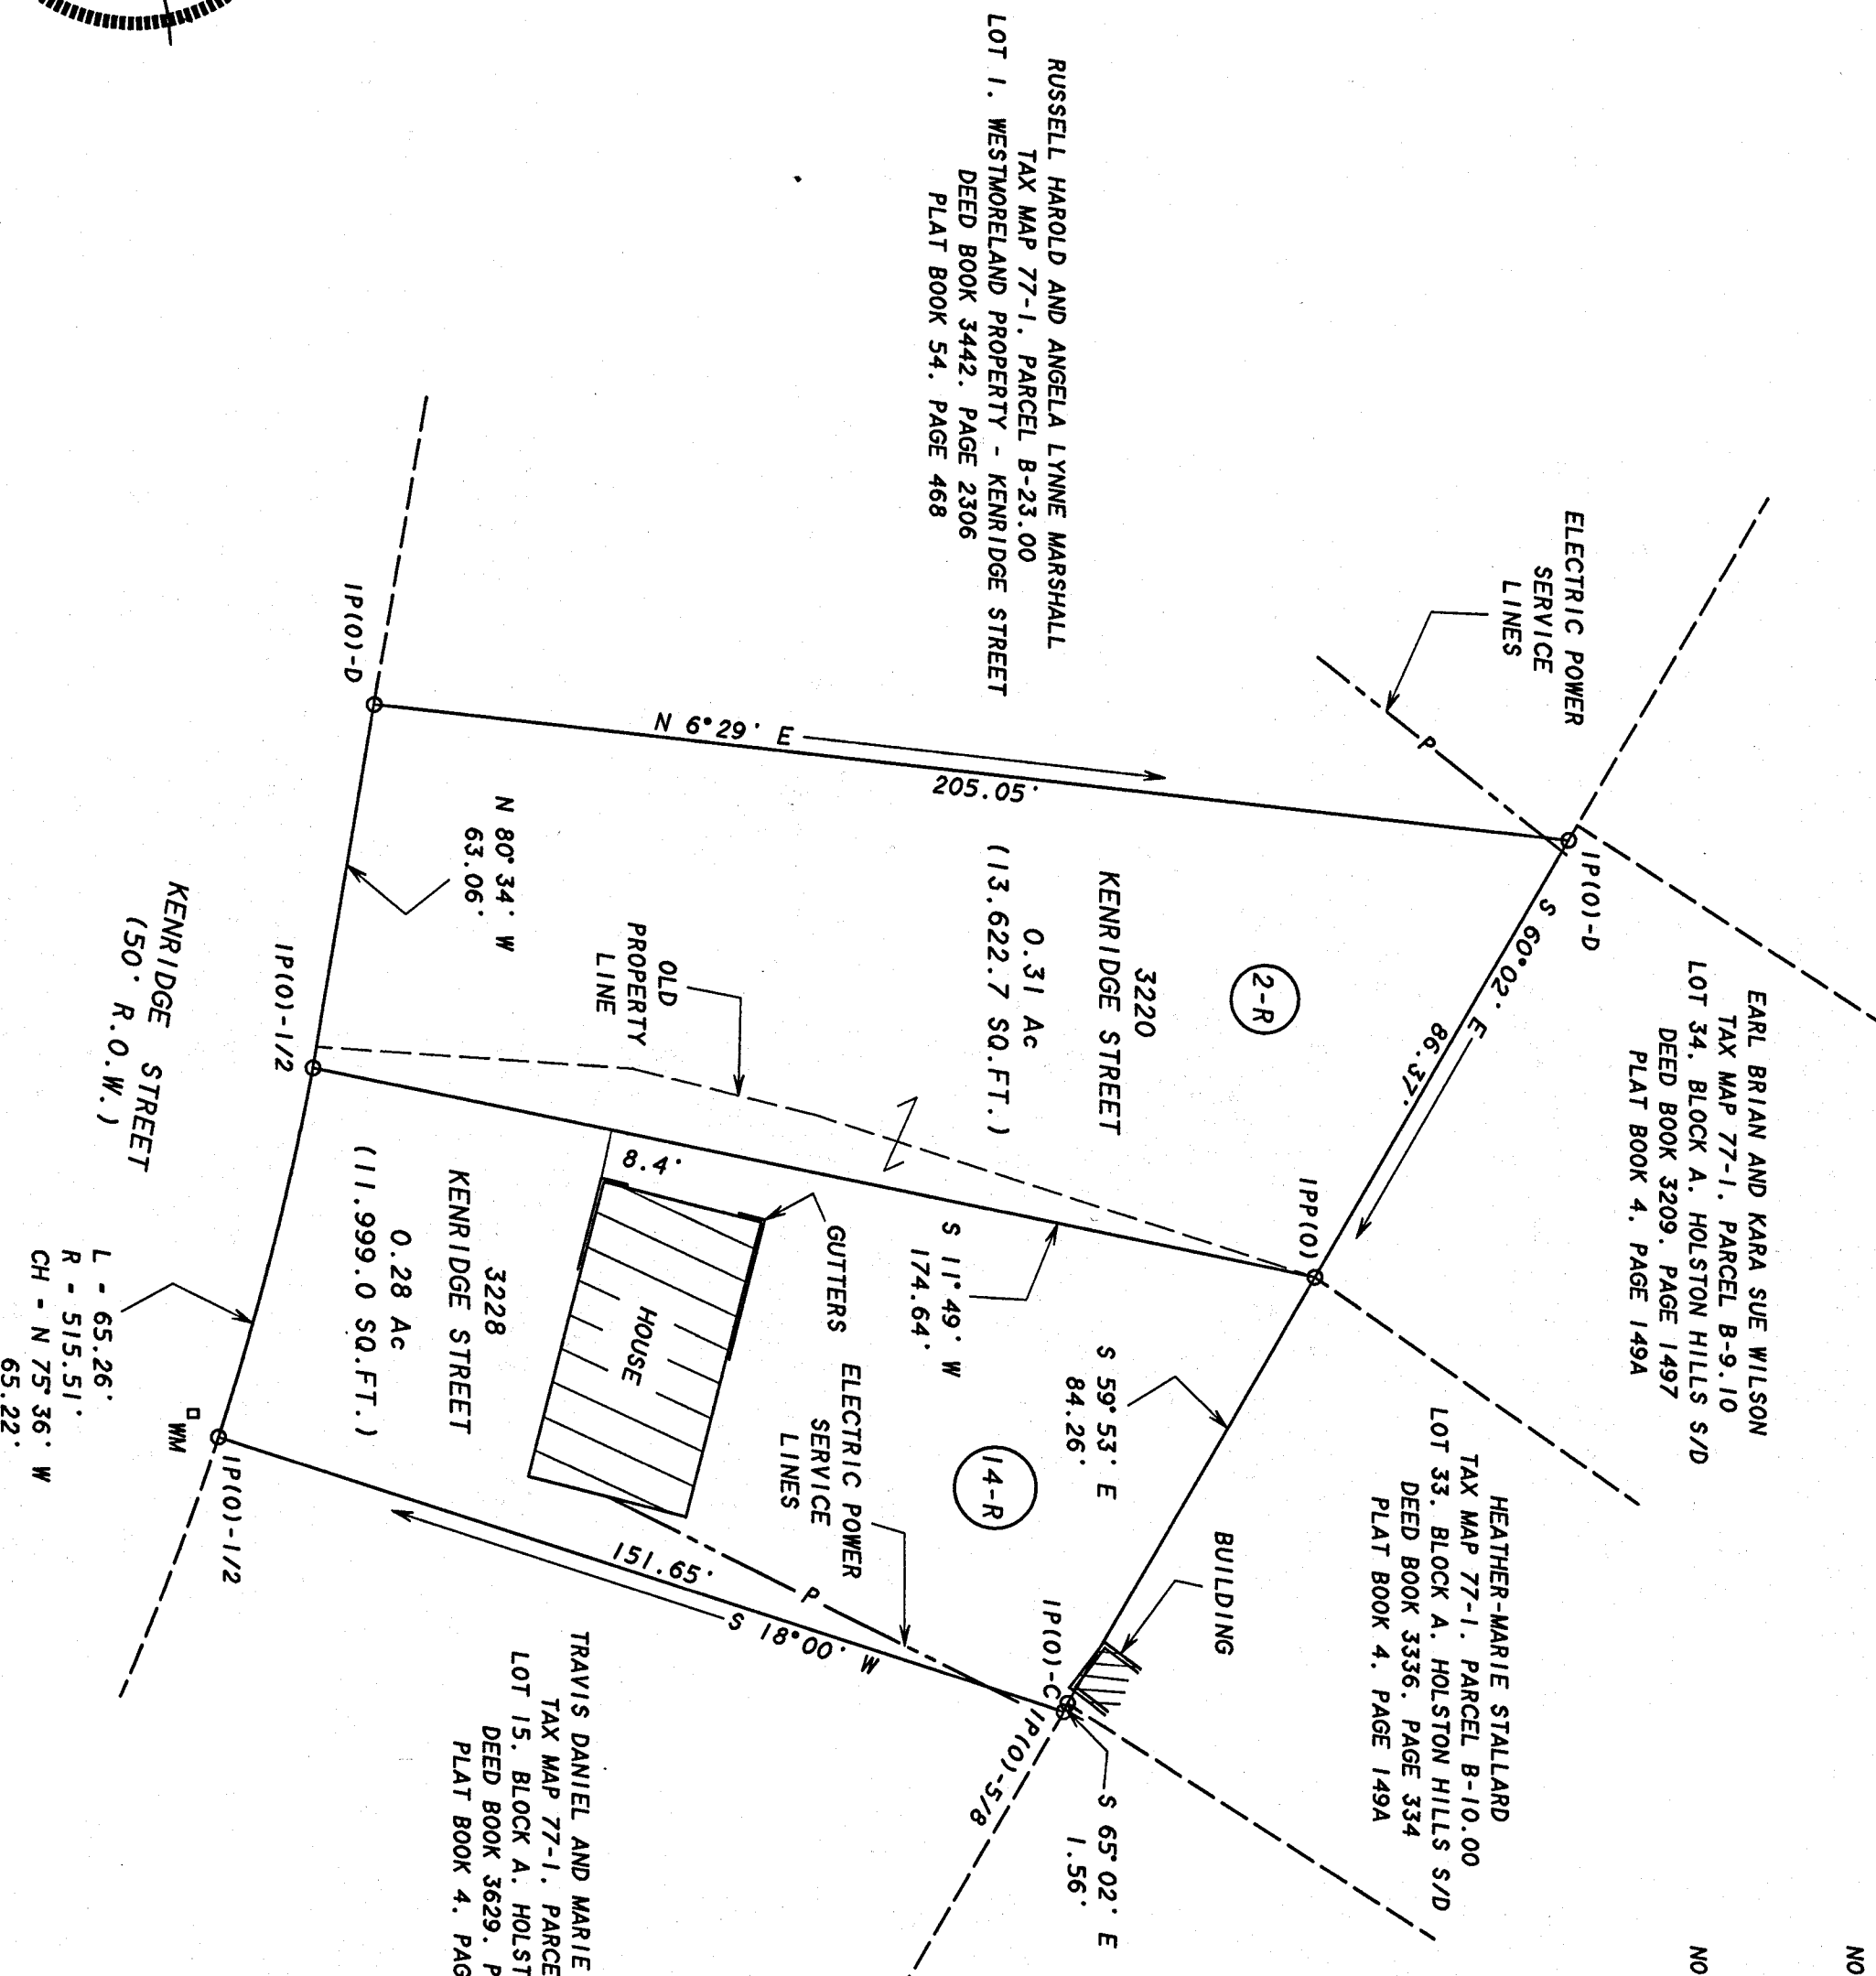 RUSSELL HAROLD AND ANGELA LYNNE MARSHALL
TAX MAP 77-1. PARCEL B-23.00
LOT 1. WESTMORELAND PROPERTY - KENRIDGE STREET
DEED BOOK 3442. PAGE 2306
PLAT BOOK 54. PAGE 468
ELECTRIC POWER
SERVICE
LINES
P
IP(O)-D
EARL BRIAN AND KARA SUE WILSON
TAX MAP 77-1. PARCEL B-9.10
LOT 34. BLOCK A. HOLSTON HILLS S/D
DEED BOOK 3209. PAGE 1497
PLAT BOOK 4. PAGE 149A
S 60°02' E
86.37'
N 6°29' E
205.05'
2-R
3220
KENRIDGE STREET
0.31 Ac
(13.622.7 SQ.FT.)
IP(O)-D
N 80°34' W
63.06'
OLD
PROPERTY
LINE
IP(O)-1/2
KENRIDGE STREET
(50' R.O.W.)
IPP(O)
HEATHER-MARIE STALLARD
TAX MAP 77-1. PARCEL B-10.00
LOT 33. BLOCK A. HOLSTON HILLS S/D
DEED BOOK 3336. PAGE 334
PLAT BOOK 4. PAGE 149A
S 59°53' E
84.26'
BUILDING
S 11°49' W
174.64'
14-R
GUTTERS
8.4'
HOUSE
ELECTRIC POWER
SERVICE
LINES
P
3228
KENRIDGE STREET
0.28 Ac
(11.999.0 SQ.FT.)
151.65'
S 18°00' W
IP(O)-C
IP(O)-5/8
S 65°02' E
1.56'
WM
IP(O)-1/2
L - 65.26'
R - 515.51'
CH - N 75°36' W
65.22'
TRAVIS DANIEL AND MARIE
TAX MAP 77-1. PARCE
LOT 15. BLOCK A. HOLST
DEED BOOK 3629. P
PLAT BOOK 4. PAG
NO
NO